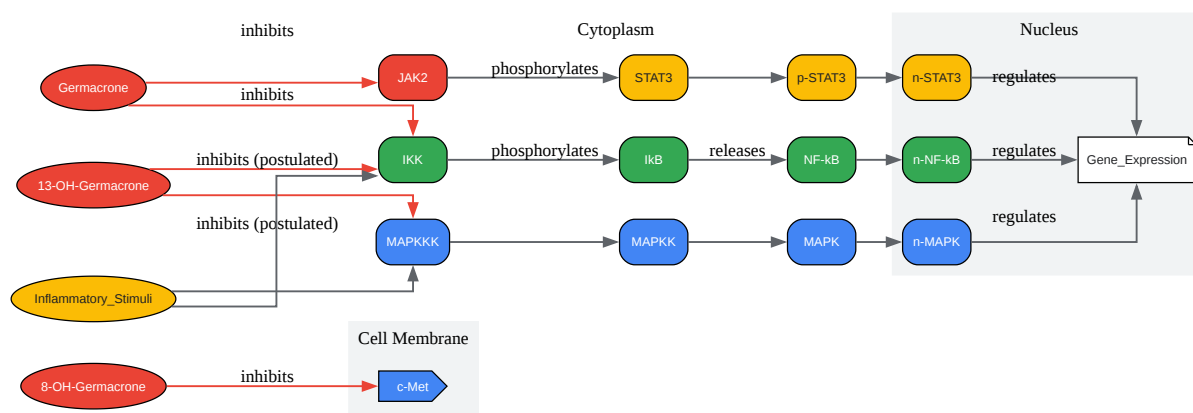 inhibits
Cytoplasm
Nucleus
Germacrone
JAK2
phosphorylates
STAT3
p-STAT3
n-STAT3
regulates
inhibits
13-OH-Germacrone
inhibits (postulated)
IKK
phosphorylates
IkB
releases
NF-kB
n-NF-kB
regulates
Gene_Expression
inhibits (postulated)
MAPKKK
MAPKK
MAPK
n-MAPK
regulates
Inflammatory_Stimuli
Cell Membrane
8-OH-Germacrone
inhibits
c-Met